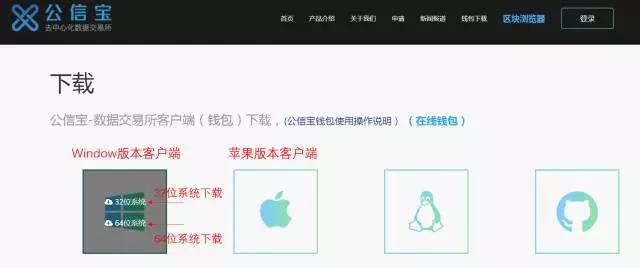 公信宝
去中心化数据交易所
首页 产品介绍 关于我们 申请 新闻报道 钱包下载 区块浏览器 登录
下载
公信宝-数据交易所客户端（钱包）下载，(公信宝钱包使用操作说明) （在线钱包）
Window版本客户端 苹果版本客户端
32位系统 32位系统下载
64位系统
64位系统下载